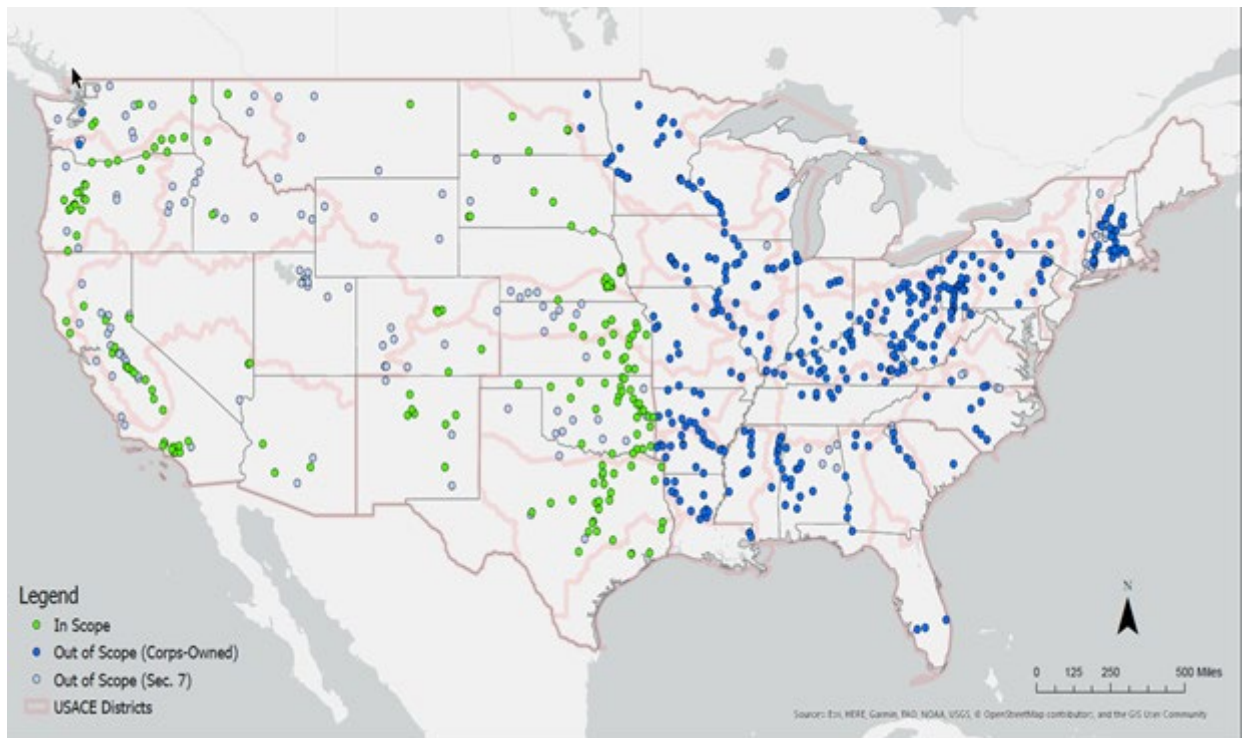 Legend
In Scope
Out of Scope (Corps-Owned)
Out of Scope (Sec. 7)
USACE Districts
N
0 125 250 500 Miles
Sources: Esri, HERE, Garmin, FAO, NOAA, USGS, © OpenStreetMap contributors, and the GIS User Community